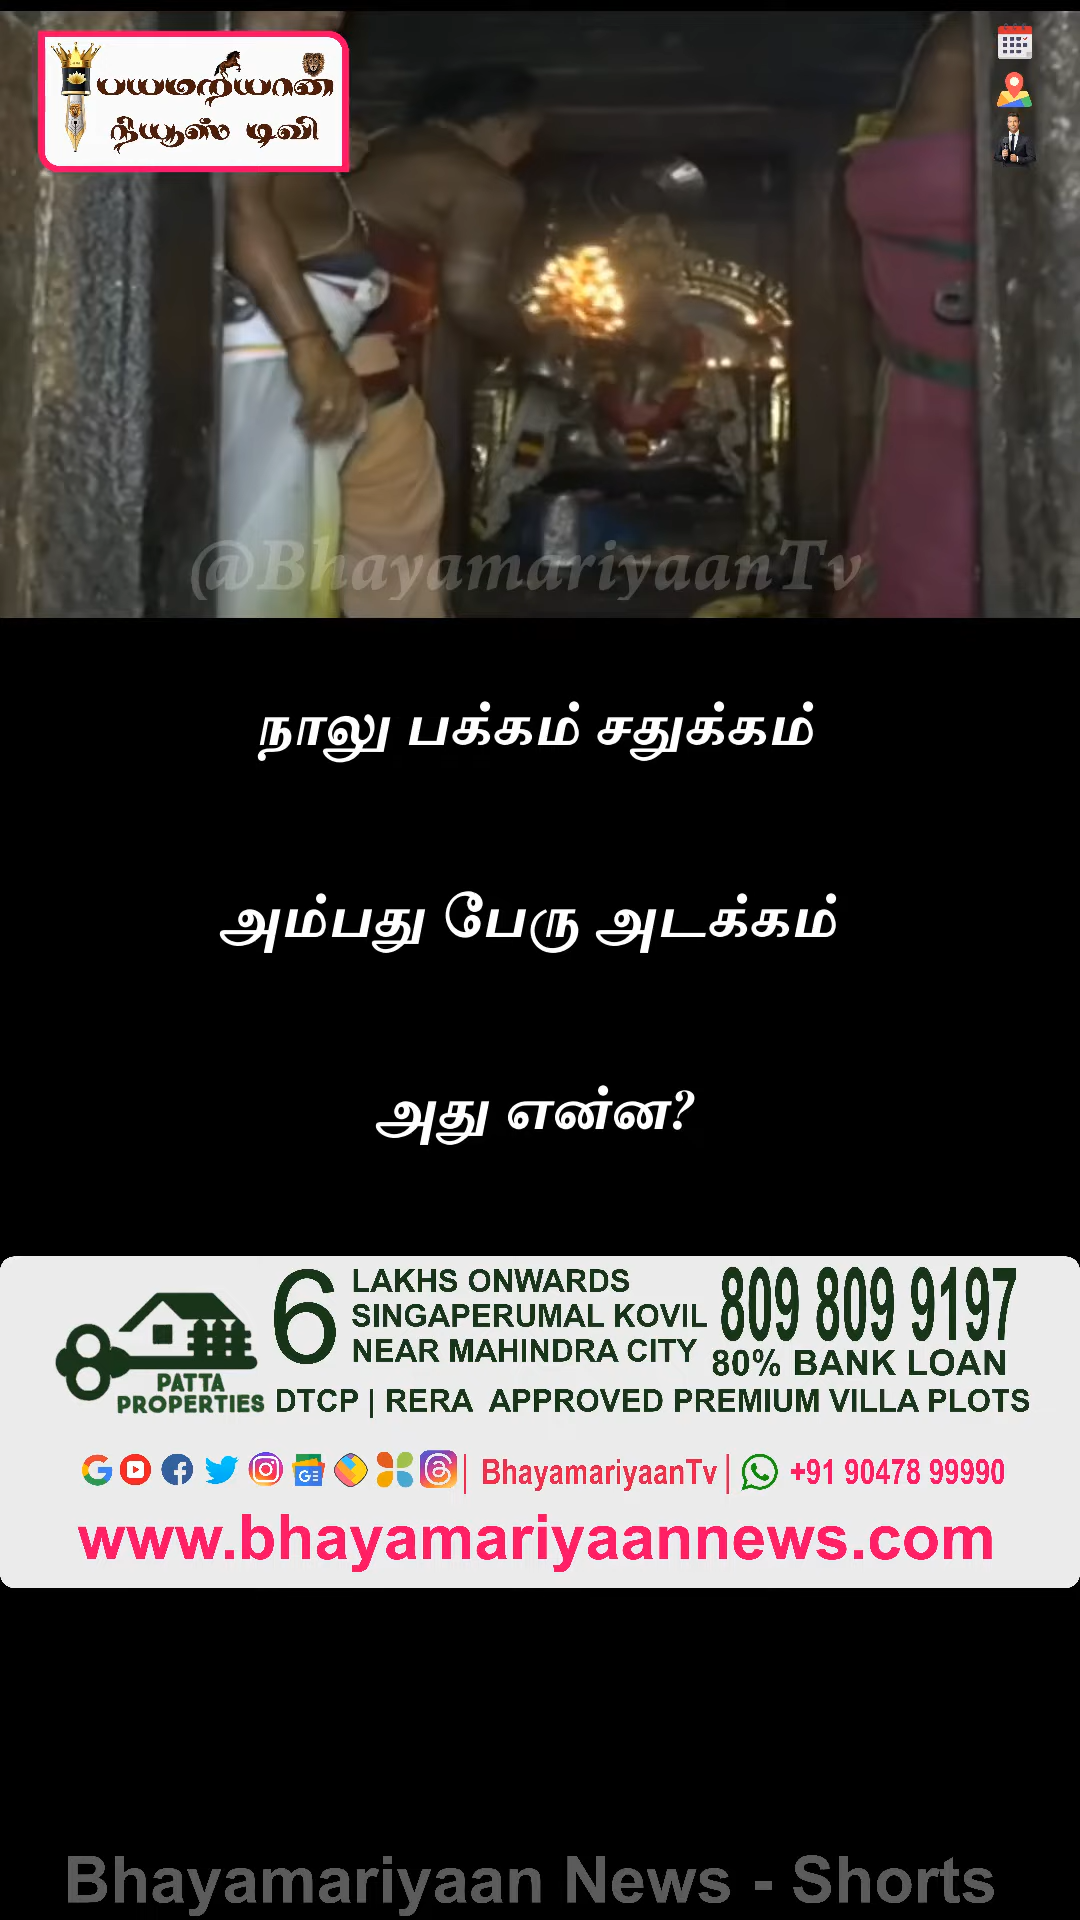 பயமறியான்
நியூஸ் டிவி
@BhayamariyaanTv
நாலு பக்கம் சதுக்கம்
அம்பது பேரு அடக்கம்
அது என்ன?
6 LAKHS ONWARDS
SINGAPERUMAL KOVIL
NEAR MAHINDRA CITY
809 809 9197
80% BANK LOAN
PATTA
PROPERTIES
DTCP | RERA APPROVED PREMIUM VILLA PLOTS
| BhayamariyaanTv | +91 90478 99990
www.bhayamariyaannews.com
Bhayamariyaan News - Shorts